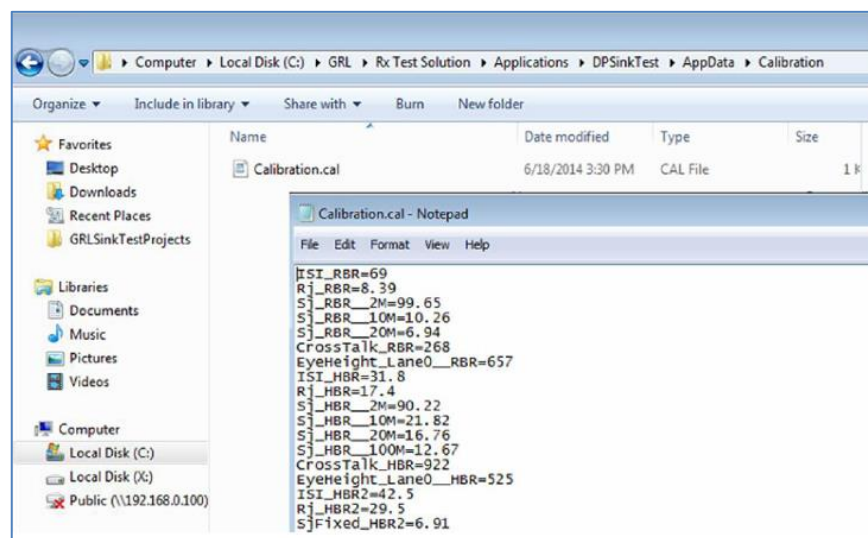 Computer Local Disk (C:) GRL Rx Test Solution Applications DPSinkTest AppData Calibration
Organize Include in library Share with Burn New folder
Favorites
Desktop
Downloads
Recent Places
GRLSinkTestProjects
Libraries
Documents
Music
Pictures
Videos
Computer
Local Disk (C:)
Local Disk (X:)
Public (\\192.168.0.100)
Name Date modified Type Size
Calibration.cal 6/18/2014 3:30 PM CAL File 1 K
Calibration.cal - Notepad
File Edit Format View Help
ISI_RBR=69
Rj_RBR=8.39
Sj_RBR__2M=99.65
Sj_RBR__10M=10.26
Sj_RBR__20M=6.94
CrossTalk_RBR=268
EyeHeight_Lane0__RBR=657
ISI_HBR=31.8
Rj_HBR=17.4
Sj_HBR__2M=90.22
Sj_HBR__10M=21.82
Sj_HBR__20M=16.76
Sj_HBR__100M=12.67
CrossTalk_HBR=922
EyeHeight_Lane0__HBR=525
ISI_HBR2=42.5
Rj_HBR2=29.5
SjFixed_HBR2=6.91